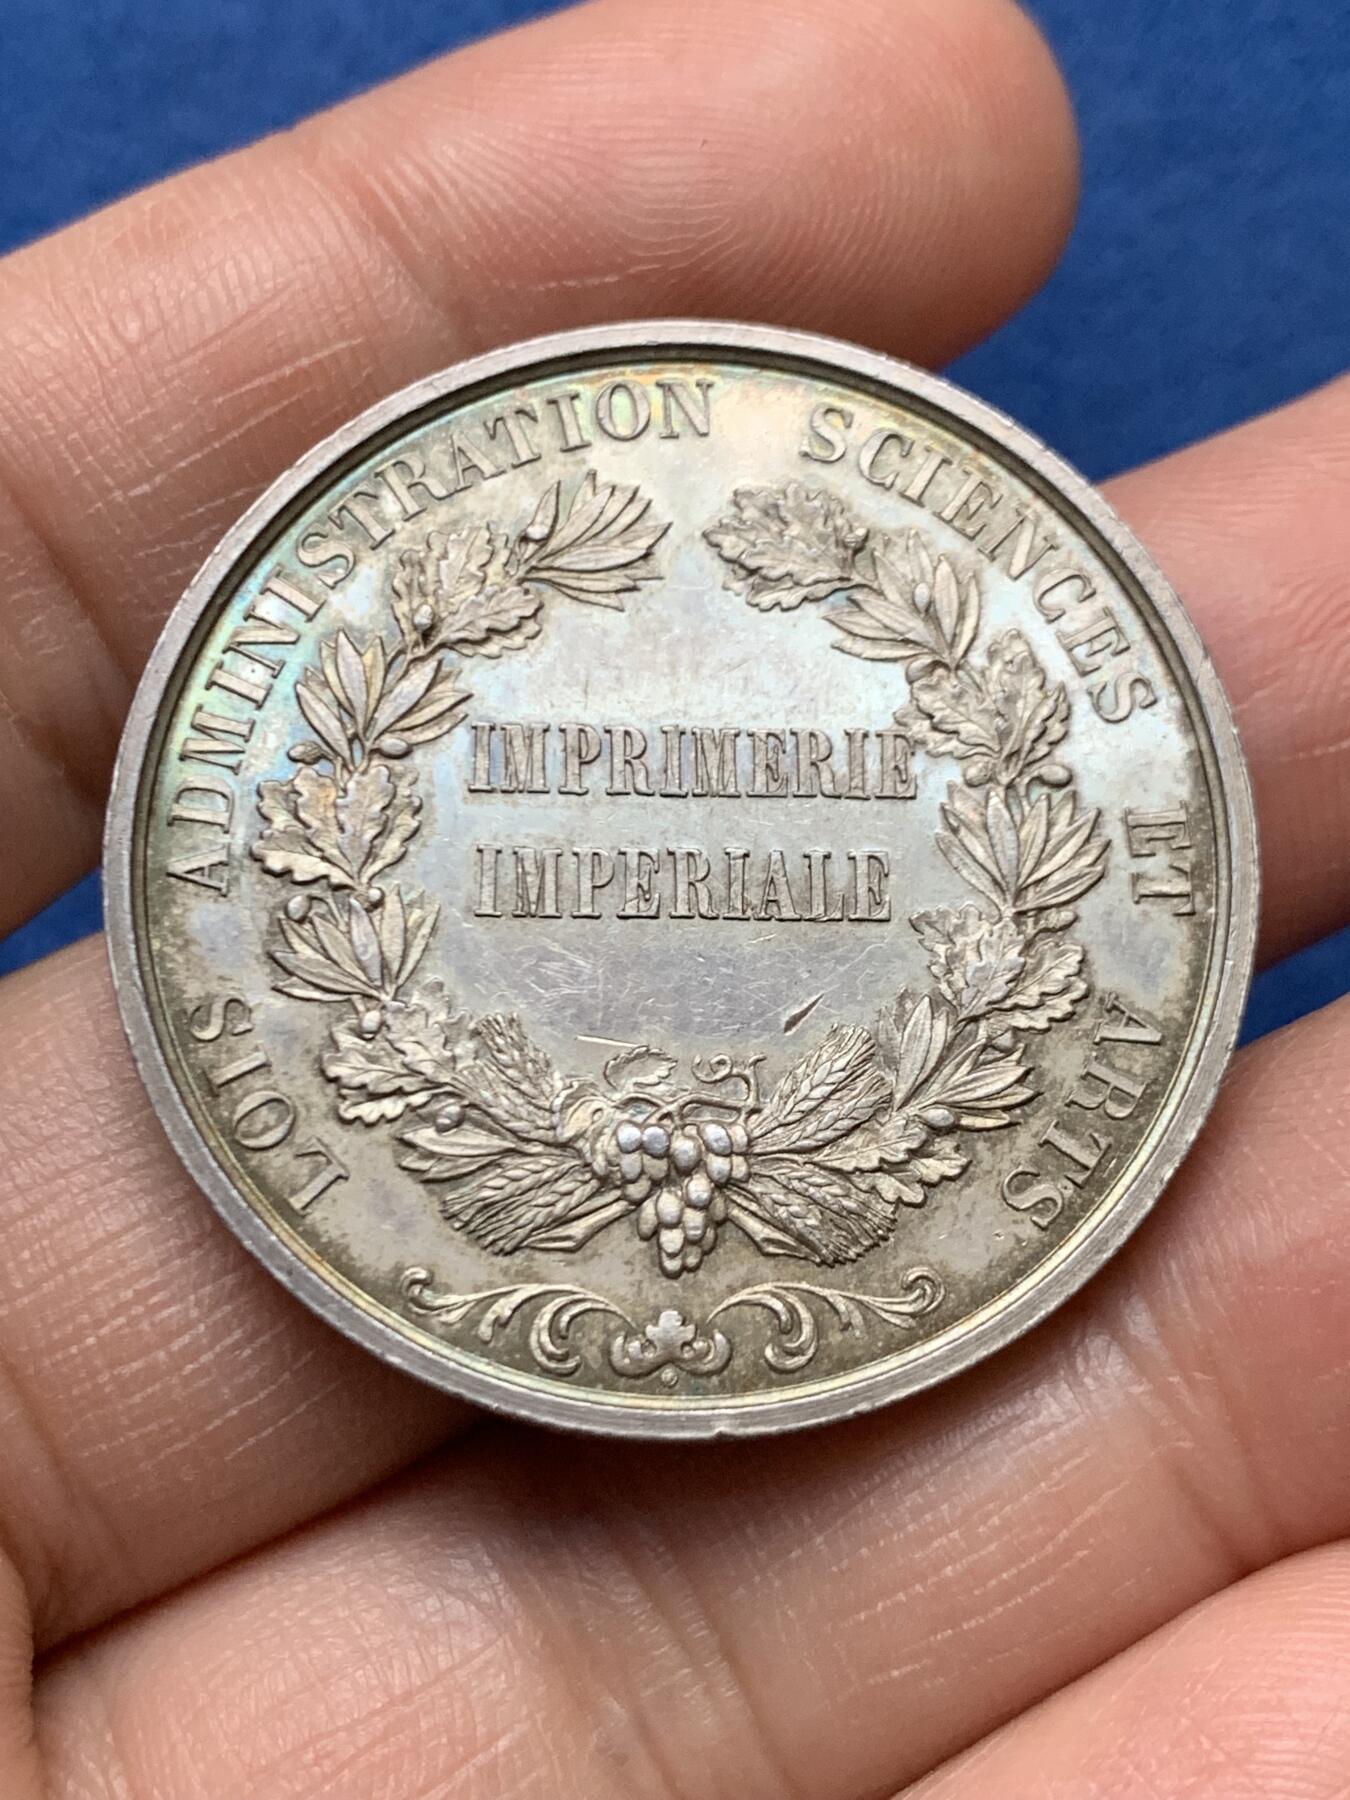 LOIS ADMINISTRATION SCIENCES ET ARTS
IMPRIMERIE
IMPERIALE